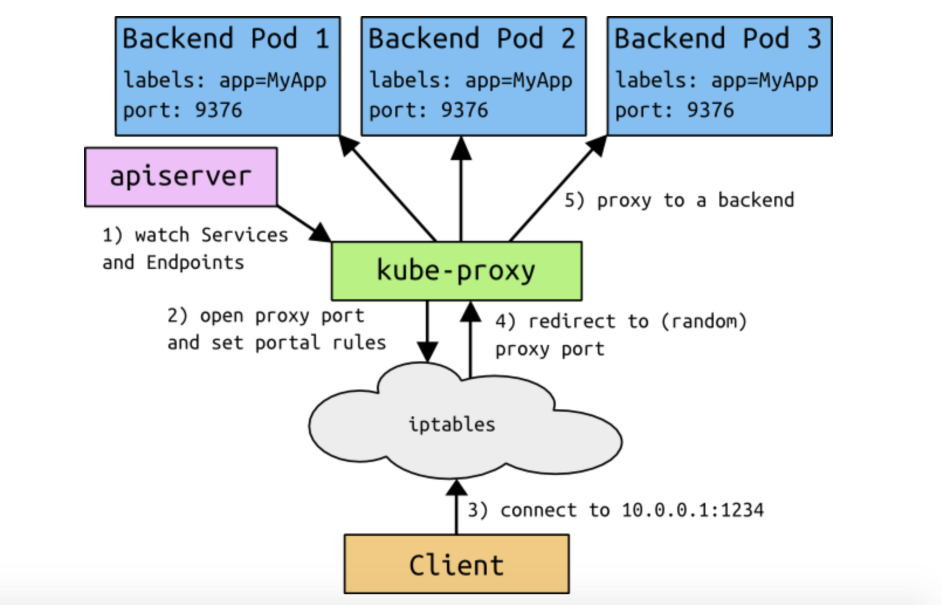 Backend Pod 1
labels: app=MyApp
port: 9376
Backend Pod 2
labels: app=MyApp
port: 9376
Backend Pod 3
labels: app=MyApp
port: 9376
apiserver
1) watch Services
and Endpoints
kube-proxy
5) proxy to a backend
2) open proxy port
and set portal rules
4) redirect to (random)
proxy port
iptables
3) connect to 10.0.0.1:1234
Client